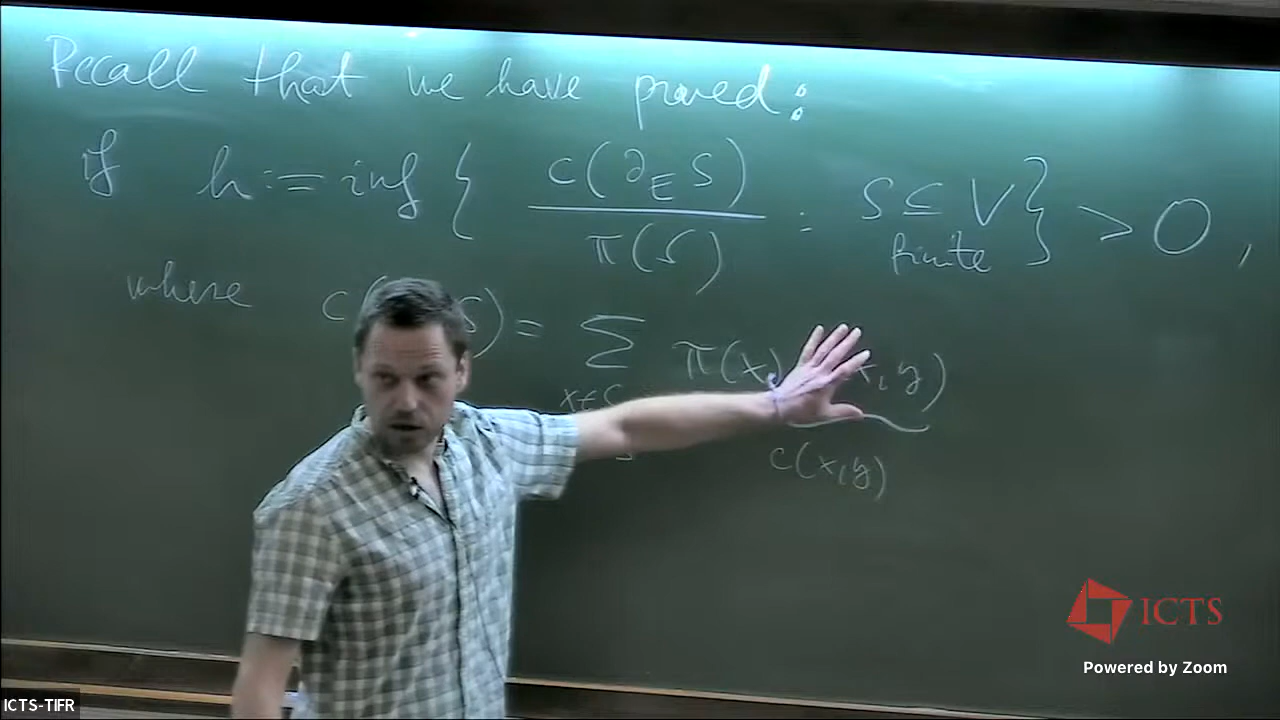 Recall that we have proved:
if h := inf { c(∂_E S) / π(S) : S ⊆ V finite } > 0,
where c( S) = Σ π(x) x,y)
x∈S
c(x,y)
ICTS
Powered by Zoom
ICTS-TIFR